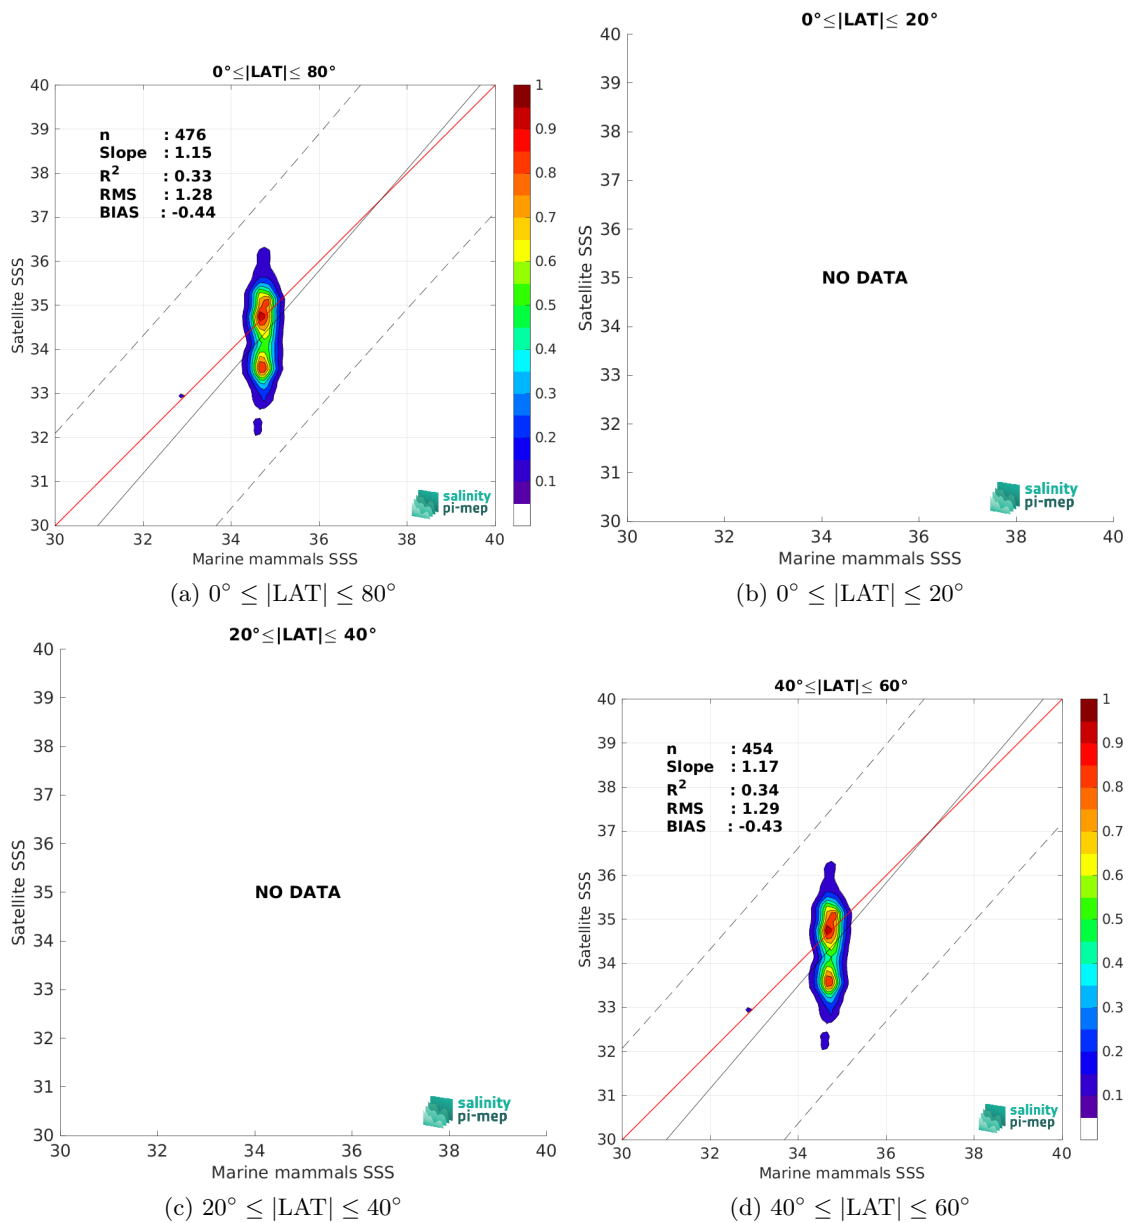 0°≤|LAT|≤ 80°
40
39
38
37
36
35
34
33
32
31
30
n : 476
Slope : 1.15
R² : 0.33
RMS : 1.28
BIAS : -0.44
Satellite SSS
salinity
pi-mep
30 32 34 36 38 40
Marine mammals SSS
1
0.9
0.8
0.7
0.6
0.5
0.4
0.3
0.2
0.1
(a) 0° ≤ |LAT| ≤ 80°
0°≤|LAT|≤ 20°
40
39
38
37
36
35
34
33
32
31
30
Satellite SSS
NO DATA
salinity
pi-mep
30 32 34 36 38 40
Marine mammals SSS
(b) 0° ≤ |LAT| ≤ 20°
20°≤|LAT|≤ 40°
40
39
38
37
36
35
34
33
32
31
30
Satellite SSS
NO DATA
salinity
pi-mep
30 32 34 36 38 40
Marine mammals SSS
(c) 20° ≤ |LAT| ≤ 40°
40°≤|LAT|≤ 60°
40
39
38
37
36
35
34
33
32
31
30
n : 454
Slope : 1.17
R² : 0.34
RMS : 1.29
BIAS : -0.43
Satellite SSS
salinity
pi-mep
30 32 34 36 38 40
Marine mammals SSS
1
0.9
0.8
0.7
0.6
0.5
0.4
0.3
0.2
0.1
(d) 40° ≤ |LAT| ≤ 60°